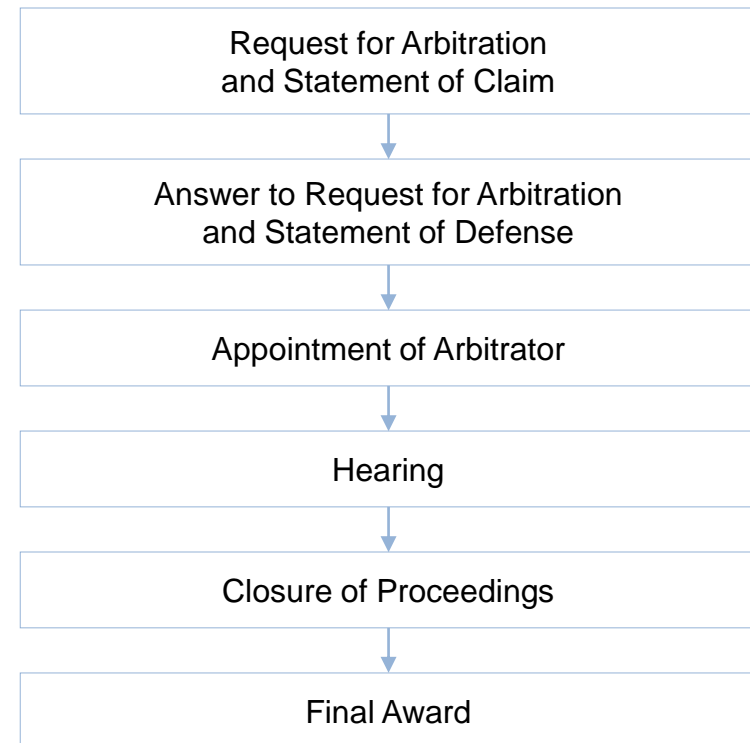 Request for Arbitration
and Statement of Claim
Answer to Request for Arbitration
and Statement of Defense
Appointment of Arbitrator
Hearing
Closure of Proceedings
Final Award